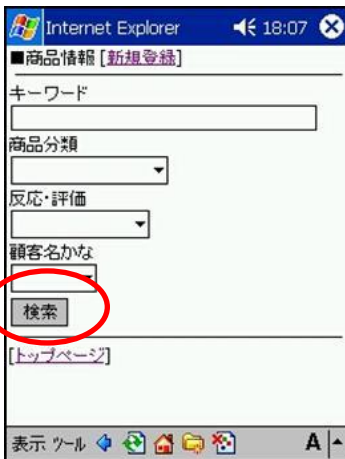 Internet Explorer 18:07
■商品情報 [新規登録]
キーワード
商品分類
反応・評価
顧客名かな
検索
[トップページ]
表示 ツール A